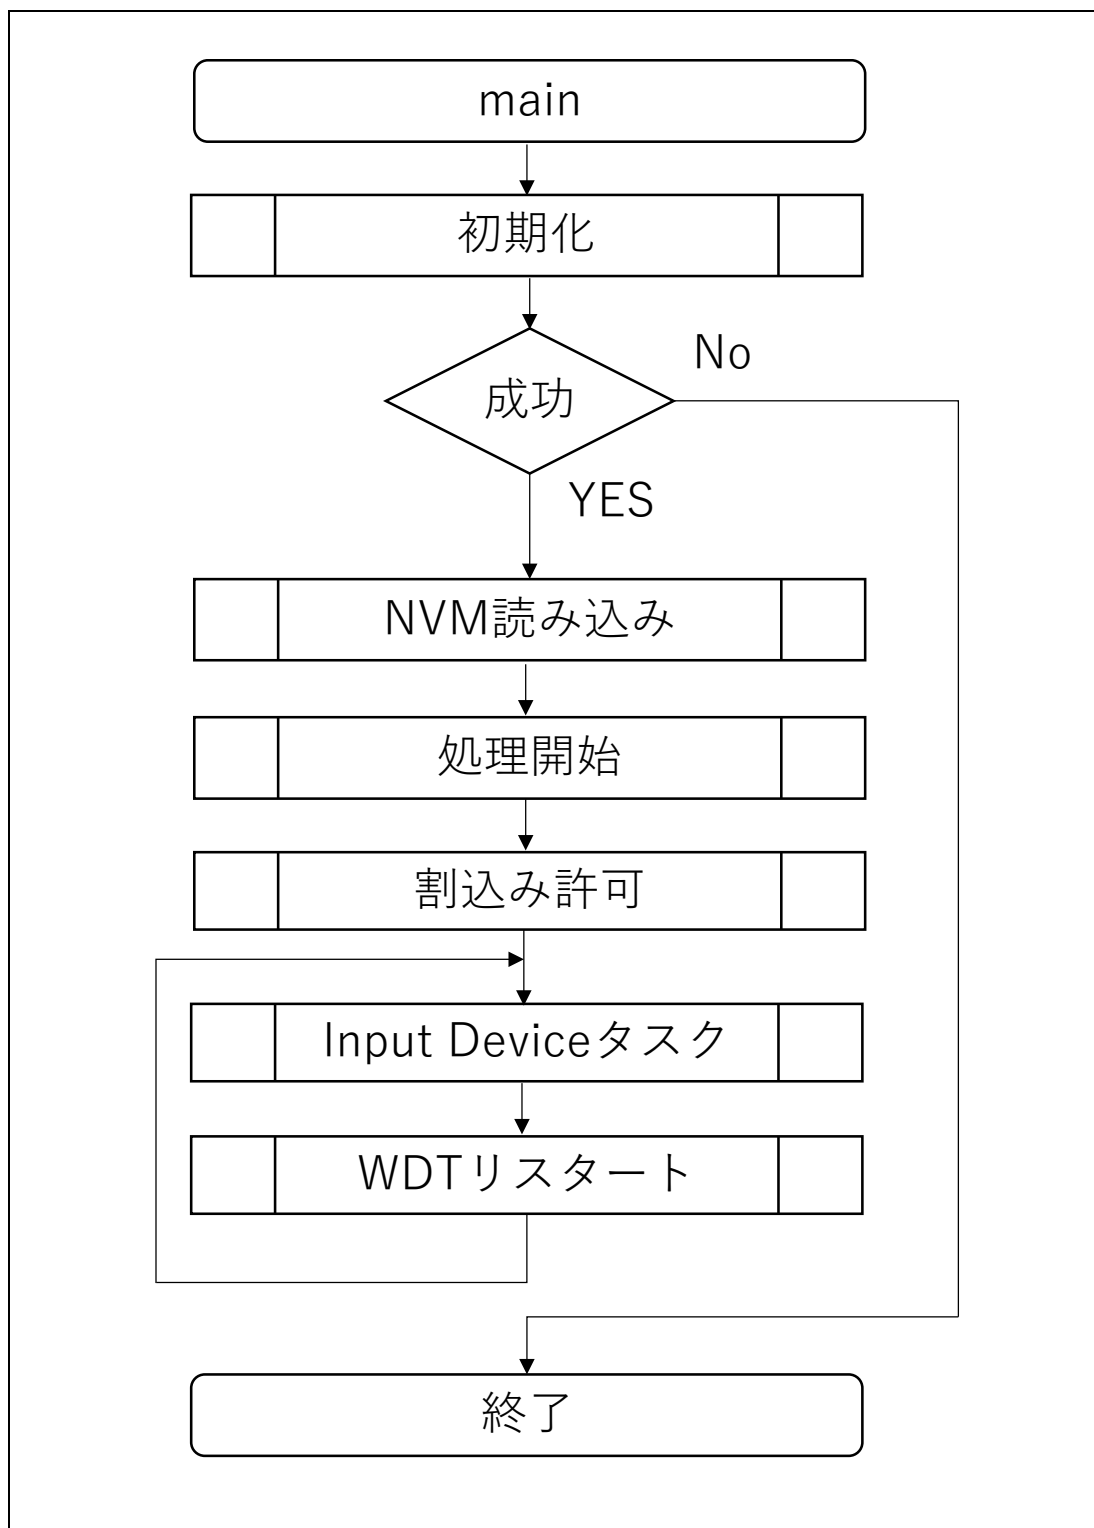 main
初期化
成功
No
YES
NVM読み込み
処理開始
割込み許可
Input Deviceタスク
WDTリスタート
終了